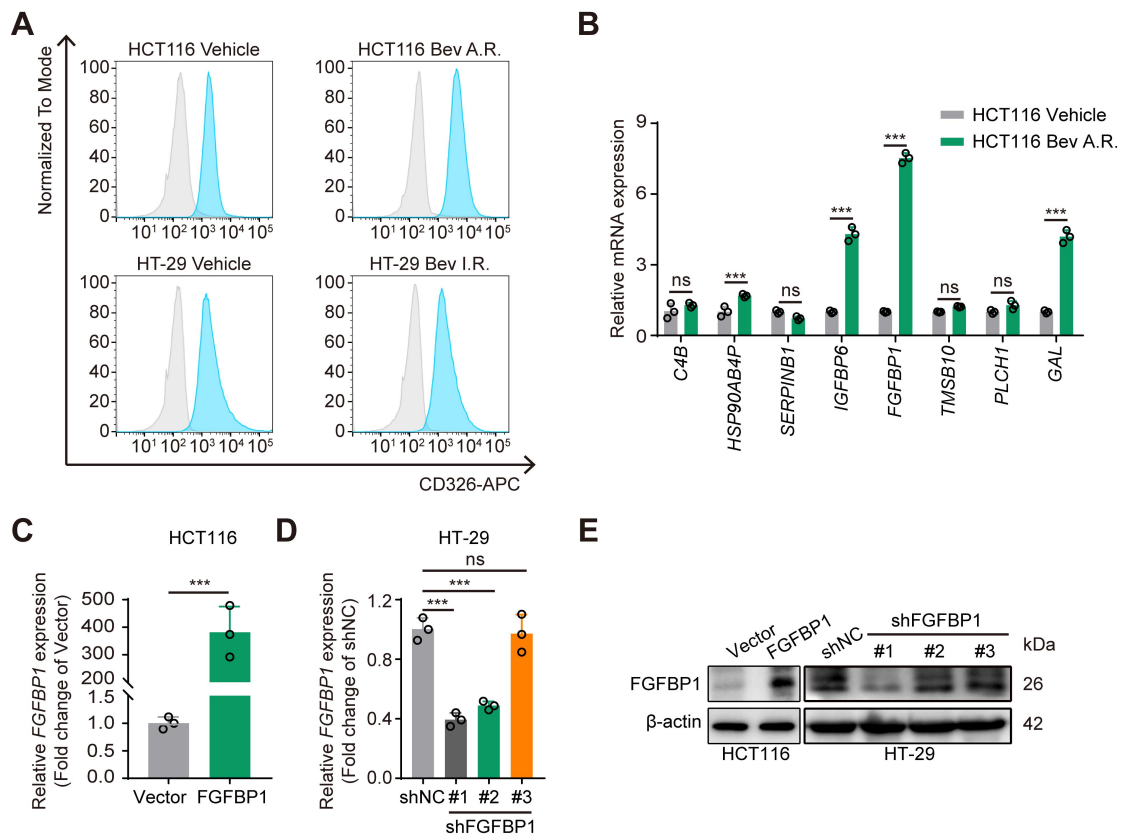 A
HCT116 Vehicle
HCT116 Bev A.R.
Normalized To Mode
100
80
60
40
20
0
10¹ 10² 10³ 10⁴ 10⁵
100
80
60
40
20
0
10¹ 10² 10³ 10⁴ 10⁵
HT-29 Vehicle
HT-29 Bev I.R.
100
80
60
40
20
0
10¹ 10² 10³ 10⁴ 10⁵
100
80
60
40
20
0
10¹ 10² 10³ 10⁴ 10⁵
CD326-APC
B
HCT116 Vehicle
HCT116 Bev A.R.
Relative mRNA expression
9
6
3
0
ns
***
ns
***
***
ns
ns
***
C4B
HSP90AB4P
SERPINB1
IGFBP6
FGFBP1
TMSB10
PLCH1
GAL
C
HCT116
Relative FGFBP1 expression
(Fold change of Vector)
***
500
400
300
200
1.5
1.0
0.5
0.0
Vector FGFBP1
D
HT-29
Relative FGFBP1 expression
(Fold change of shNC)
ns
***
***
1.2
0.8
0.4
0.0
shNC #1 #2 #3
shFGFBP1
E
Vector
FGFBP1
shNC
shFGFBP1
#1 #2 #3
kDa
FGFBP1
26
β-actin
42
HCT116
HT-29